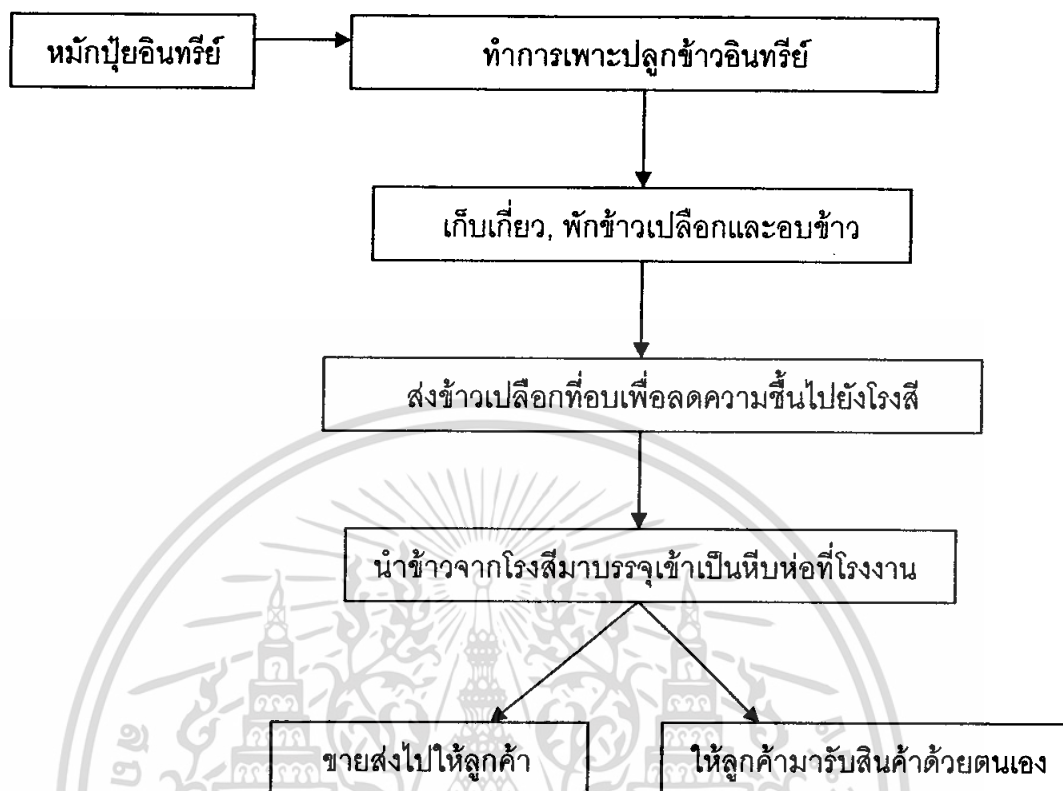 หมักปุ๋ยอินทรีย์
ทำการเพาะปลูกข้าวอินทรีย์
เก็บเกี่ยว, พักข้าวเปลือกและอบข้าว
ส่งข้าวเปลือกที่อบเพื่อลดความชื้นไปยังโรงสี
นำข้าวจากโรงสีมาบรรจุเข้าเป็นหีบห่อที่โรงงาน
ขายส่งไปให้ลูกค้า
ให้ลูกค้ามารับสินค้าด้วยตนเอง